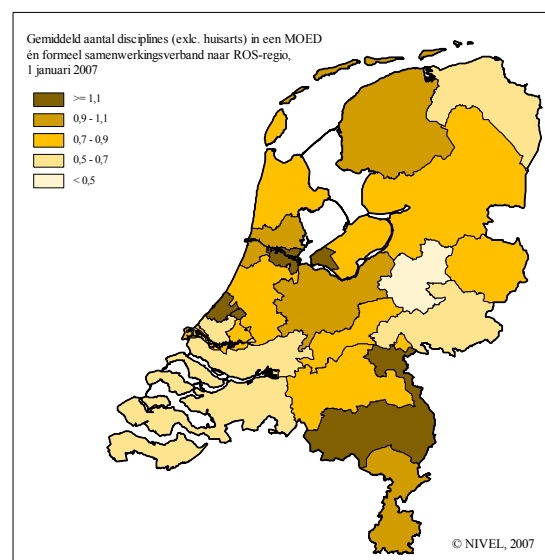 Gemiddeld aantal disciplines (exlc. huisarts) in een MOED
én formeel samenwerkingsverband naar ROS-regio,
1 januari 2007
>= 1,1
0,9 - 1,1
0,7 - 0,9
0,5 - 0,7
< 0,5
© NIVEL, 2007